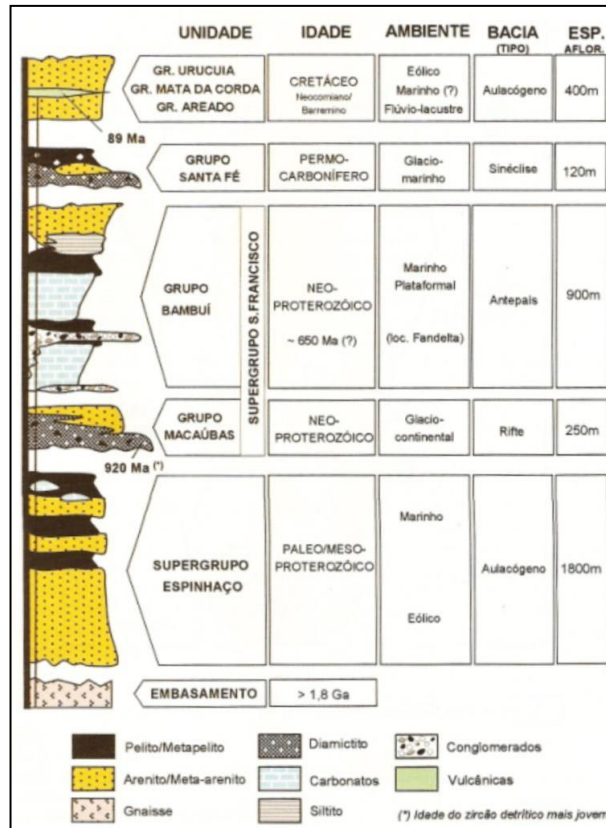 UNIDADE IDADE AMBIENTE BACIA ESP.
(TIPO) AFLOR.
GR. URUCUIA
GR. MATA DA CORDA
GR. AREADO
CRETÁCEO
Neocomiano/
Barremino
Eólico
Marinho (?)
Flúvio-lacustre
Aulacógeno
400m
89 Ma
GRUPO
SANTA FÉ
PERMO-
CARBONÍFERO
Glacio-
marinho
Sinéclise
120m
GRUPO
BAMBUÍ
SUPERGRUPO S.FRANCISCO
NEO-
PROTEROZÓICO
~ 650 Ma (?)
Marinho
Plataformal
(loc. Fandelta)
Antepaís
900m
GRUPO
MACAÚBAS
NEO-
PROTEROZÓICO
Glacio-
continental
Rifte
250m
920 Ma (*)
SUPERGRUPO
ESPINHAÇO
PALEO/MESO-
PROTEROZÓICO
Marinho
Eólico
Aulacógeno
1800m
EMBASAMENTO
> 1,8 Ga
Pelito/Metapelito
Diamictito
Conglomerados
Arenito/Meta-arenito
Carbonatos
Vulcânicas
Gnaisse
Siltito
(*) Idade do zircão detrítico mais jovem